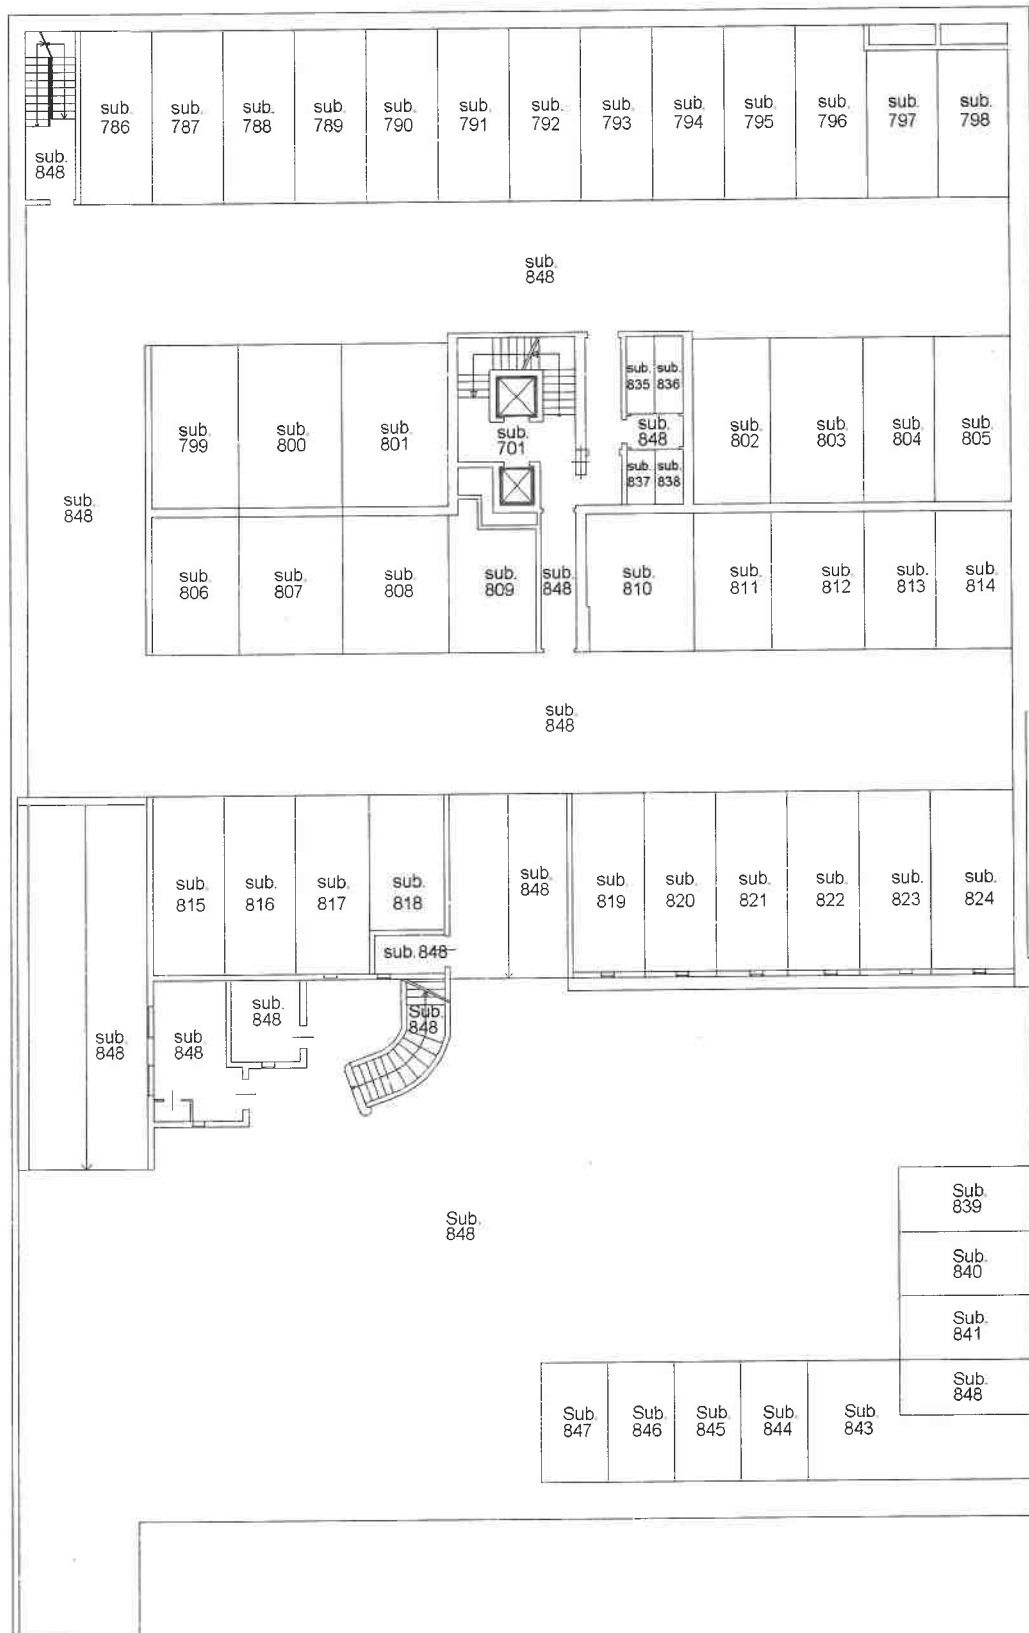 sub.
786
sub.
787
sub.
788
sub.
789
sub.
790
sub.
791
sub.
792
sub.
793
sub.
794
sub.
795
sub.
796
sub.
797
sub.
798
sub.
848
sub.
848
sub.
835
sub.
836
sub.
799
sub.
800
sub.
801
sub.
701
sub.
848
sub.
802
sub.
803
sub.
804
sub.
805
sub.
837
sub.
838
sub.
848
sub.
806
sub.
807
sub.
808
sub.
809
sub.
848
sub.
810
sub.
811
sub.
812
sub.
813
sub.
814
sub.
848
sub.
815
sub.
816
sub.
817
sub.
818
sub.
848
sub.
819
sub.
820
sub.
821
sub.
822
sub.
823
sub.
824
sub. 848
sub.
848
Sub.
848
sub.
848
sub.
848
Sub.
848
Sub.
839
Sub.
840
Sub.
841
Sub.
848
Sub.
847
Sub.
846
Sub.
845
Sub.
844
Sub.
843